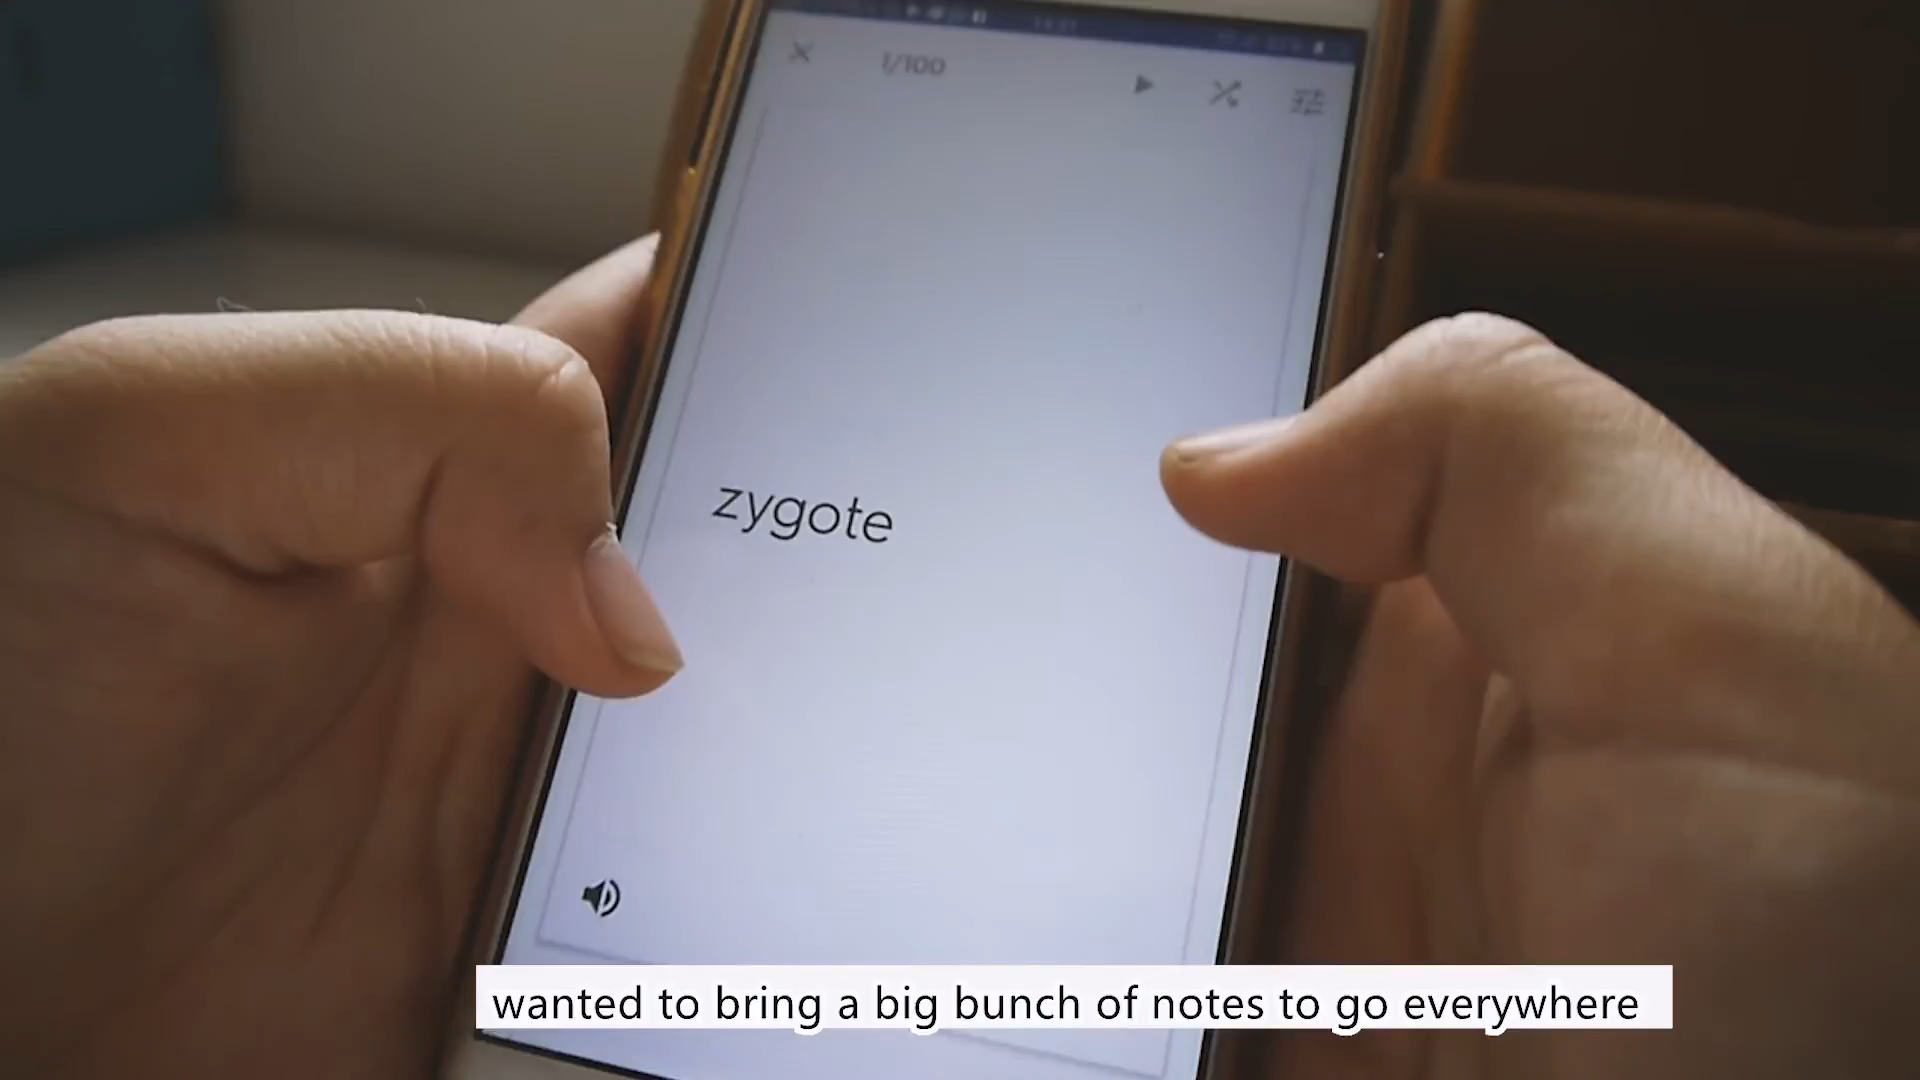 1/100
zygote
wanted to bring a big bunch of notes to go everywhere